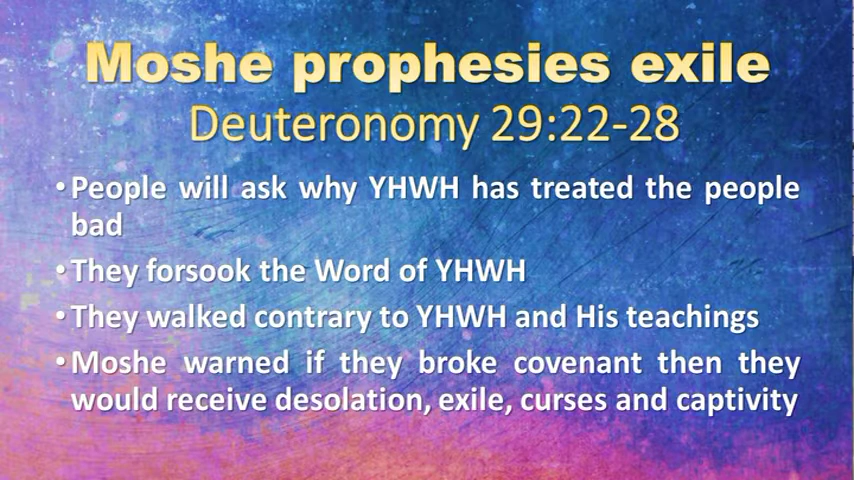 Moshe prophesies exile
Deuteronomy 29:22-28
•People will ask why YHWH has treated the people
bad
•They forsook the Word of YHWH
•They walked contrary to YHWH and His teachings
•Moshe warned if they broke covenant then they
would receive desolation, exile, curses and captivity